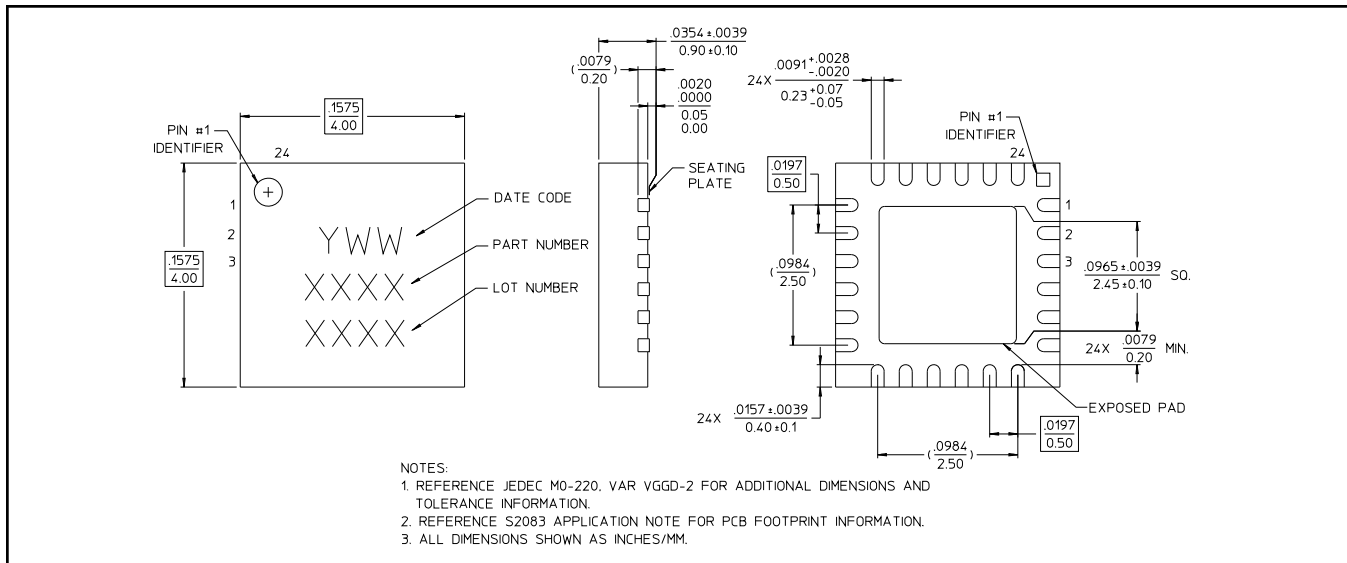 .1575
4.00
PIN #1
IDENTIFIER
24
1
2
3
.1575
4.00
YWW
XXXX
XXXX
DATE CODE
PART NUMBER
LOT NUMBER
.0354 ±.0039
0.90 ±0.10
(.0079)
0.20
.0020
.0000
0.05
0.00
SEATING
PLATE
24X .0091 +.0028 -.0020
0.23 +0.07 -0.05
PIN #1
IDENTIFIER
24
.0197
0.50
1
2
3
(.0984)
2.50
.0965 ±.0039 SQ.
2.45 ±0.10
24X .0079 MIN.
0.20
EXPOSED PAD
24X .0157 ±.0039
0.40 ±0.1
.0197
0.50
(.0984)
2.50
NOTES:
1. REFERENCE JEDEC MO-220, VAR VGGD-2 FOR ADDITIONAL DIMENSIONS AND
TOLERANCE INFORMATION.
2. REFERENCE S2083 APPLICATION NOTE FOR PCB FOOTPRINT INFORMATION.
3. ALL DIMENSIONS SHOWN AS INCHES/MM.